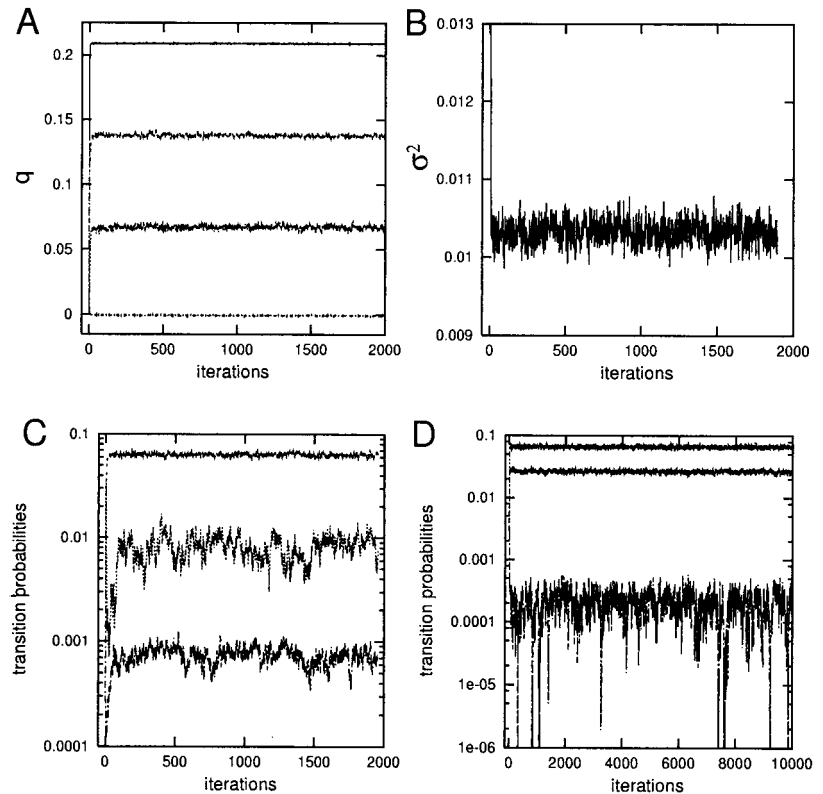 A
0.2
0.15
0.1
0.05
0
q
0
500
1000
1500
2000
iterations
B
0.013
0.012
0.011
0.01
0.009
σ²
0
500
1000
1500
2000
iterations
C
0.1
0.01
0.001
0.0001
transition probabilities
0
500
1000
1500
2000
iterations
D
0.1
0.01
0.001
0.0001
1e-05
1e-06
transition probabilities
0
2000
4000
6000
8000
10000
iterations